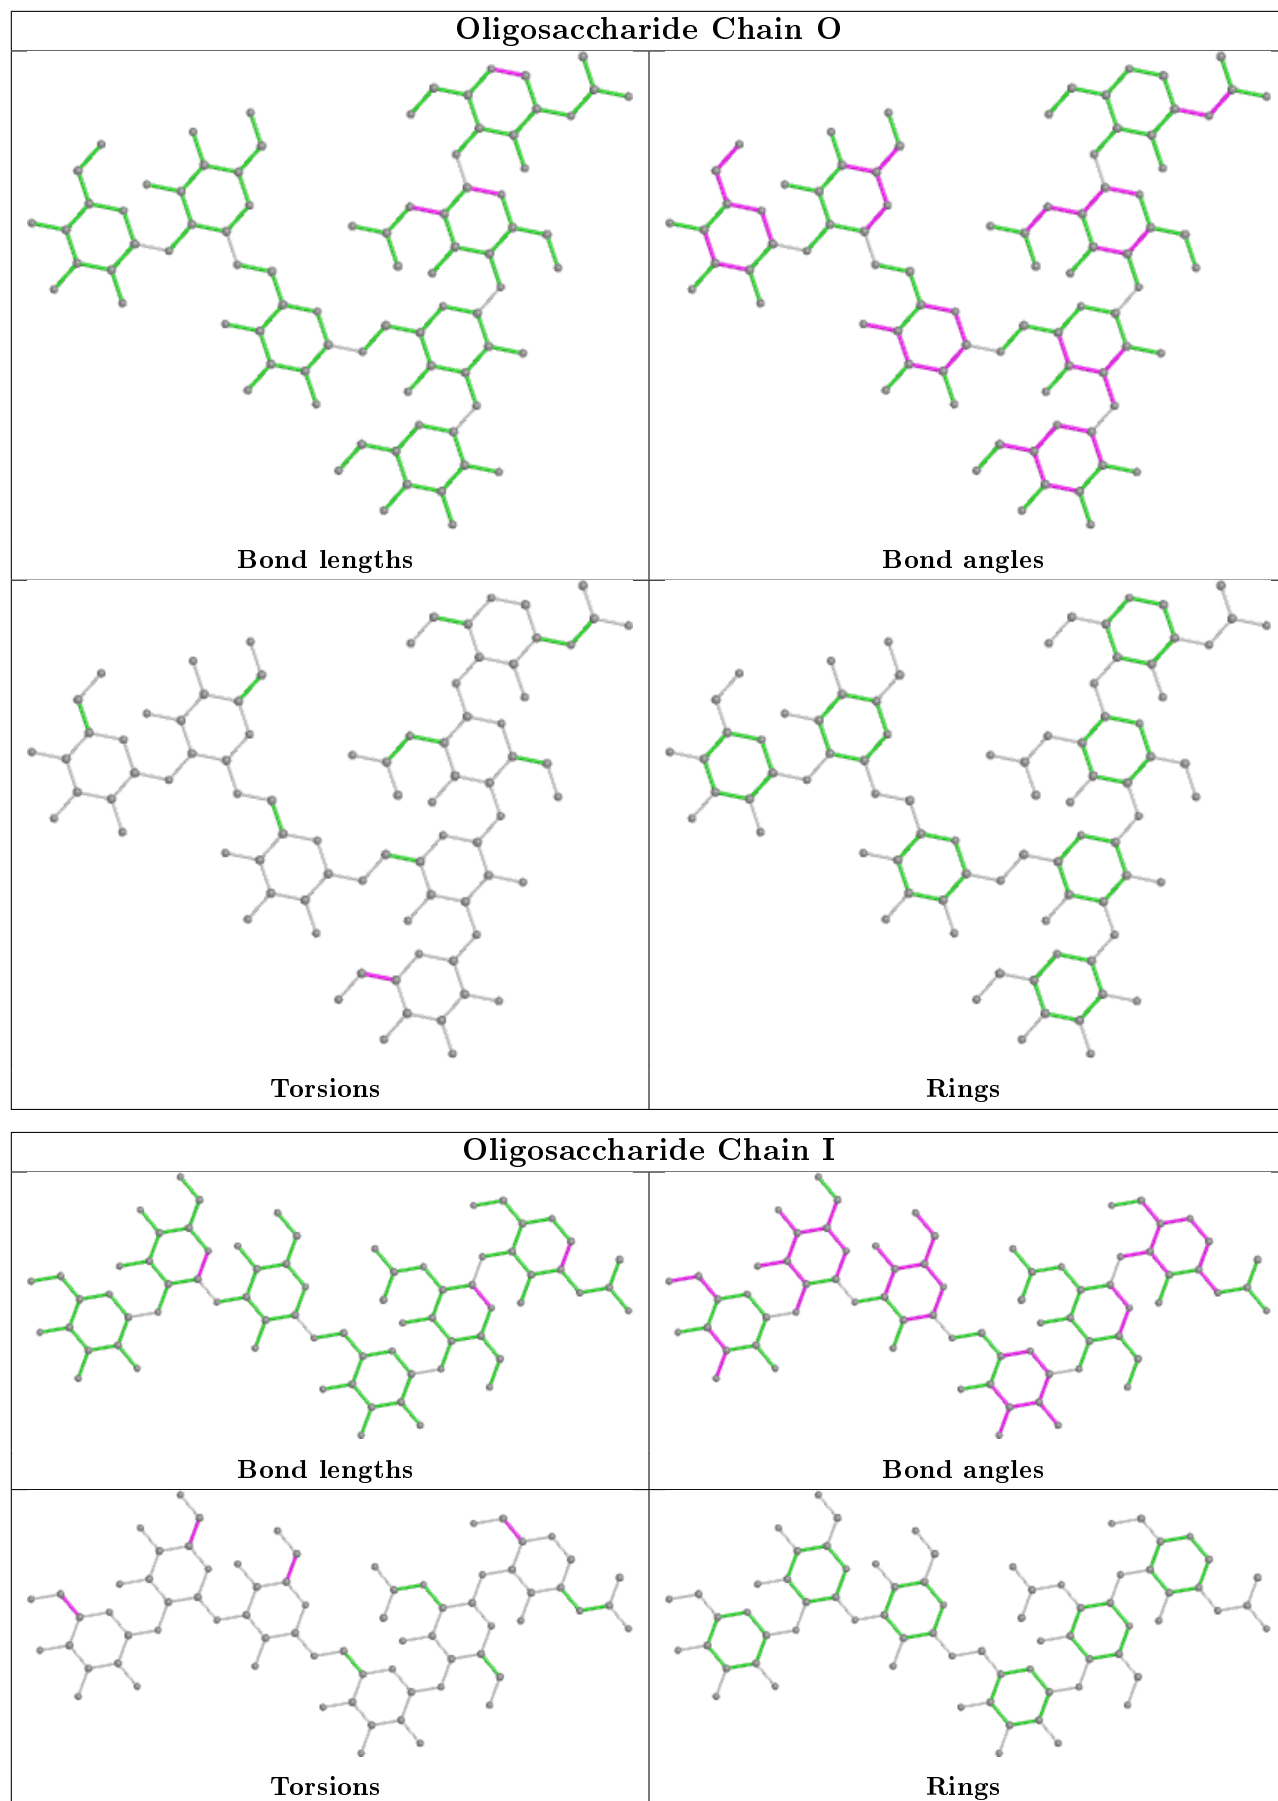 Oligosaccharide Chain O
Bond lengths
Bond angles
Torsions
Rings
Oligosaccharide Chain I
Bond lengths
Bond angles
Torsions
Rings